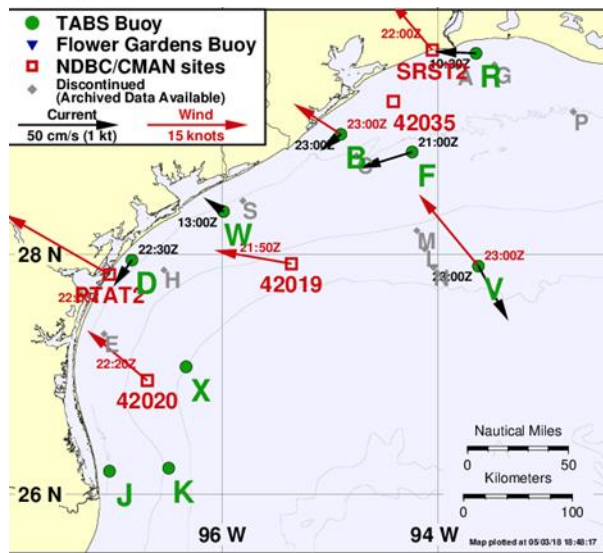 TABS Buoy
Flower Gardens Buoy
NDBC/CMAN sites
Discontinued
(Archived Data Available)
Current
Wind
50 cm/s (1 kt)
15 knots
22:00Z
SRST2
10:30Z
R
A
G
42035
P
23:00Z
23:00Z
B
21:00Z
F
C
S
13:00Z
W
M
L
N
28 N
22:30Z
21:50Z
23:00Z
23:00Z
V
PTAT2
D
H
42019
E
22:20Z
42020
X
Nautical Miles
0
50
Kilometers
0
100
26 N
J
K
96 W
94 W
Map plotted at 05/03/18 18:48:17